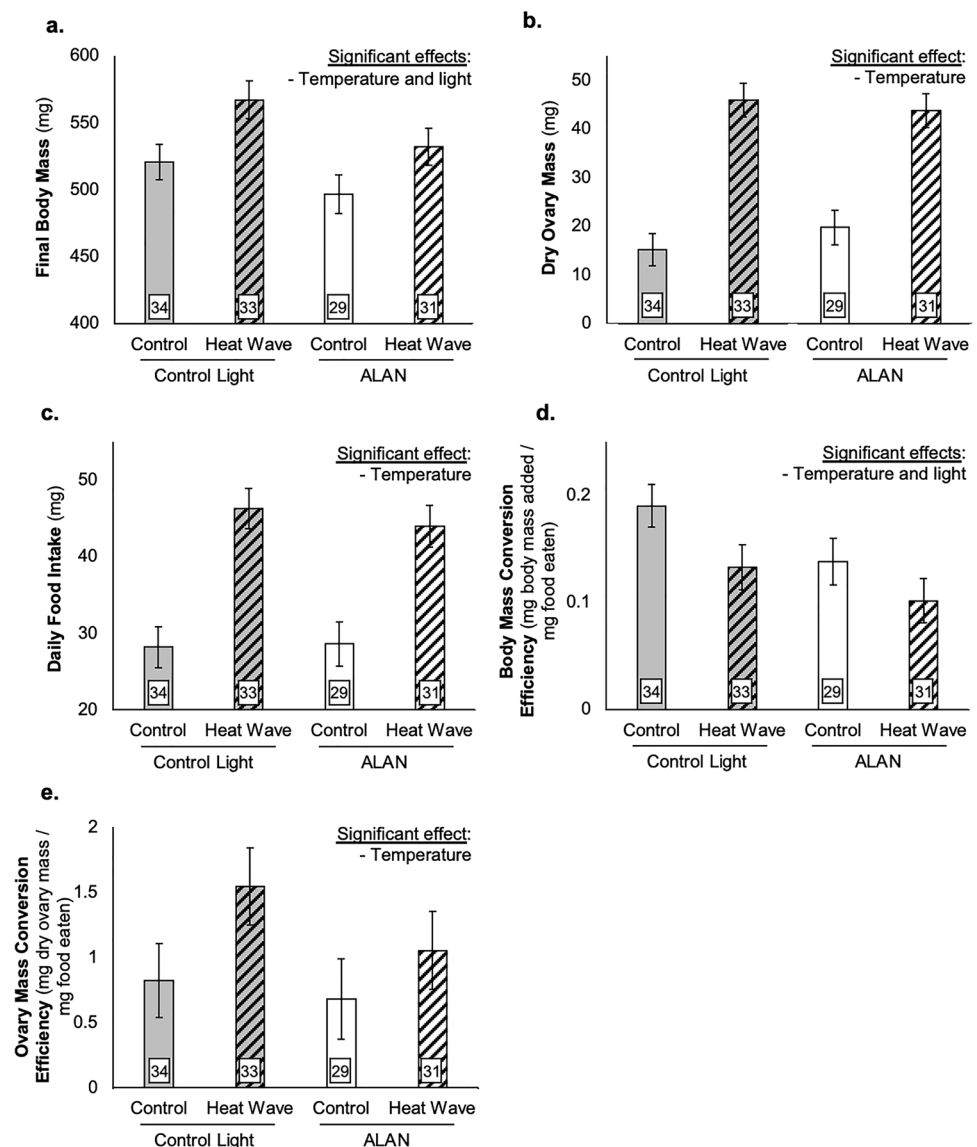 a.
Final Body Mass (mg)
600
550
500
450
400
Significant effects:
- Temperature and light
34
33
29
31
Control Heat Wave Control Heat Wave
Control Light ALAN
b.
Dry Ovary Mass (mg)
50
40
30
20
10
0
Significant effect:
- Temperature
34
33
29
31
Control Heat Wave Control Heat Wave
Control Light ALAN
c.
Daily Food Intake (mg)
50
40
30
20
Significant effect:
- Temperature
34
33
29
31
Control Heat Wave Control Heat Wave
Control Light ALAN
d.
Body Mass Conversion
Efficiency (mg body mass added /
mg food eaten)
0.2
0.1
0
Significant effects:
- Temperature and light
34
33
29
31
Control Heat Wave Control Heat Wave
Control Light ALAN
e.
Ovary Mass Conversion
Efficiency (mg dry ovary mass /
mg food eaten)
2
1.5
1
0.5
0
Significant effect:
- Temperature
34
33
29
31
Control Heat Wave Control Heat Wave
Control Light ALAN